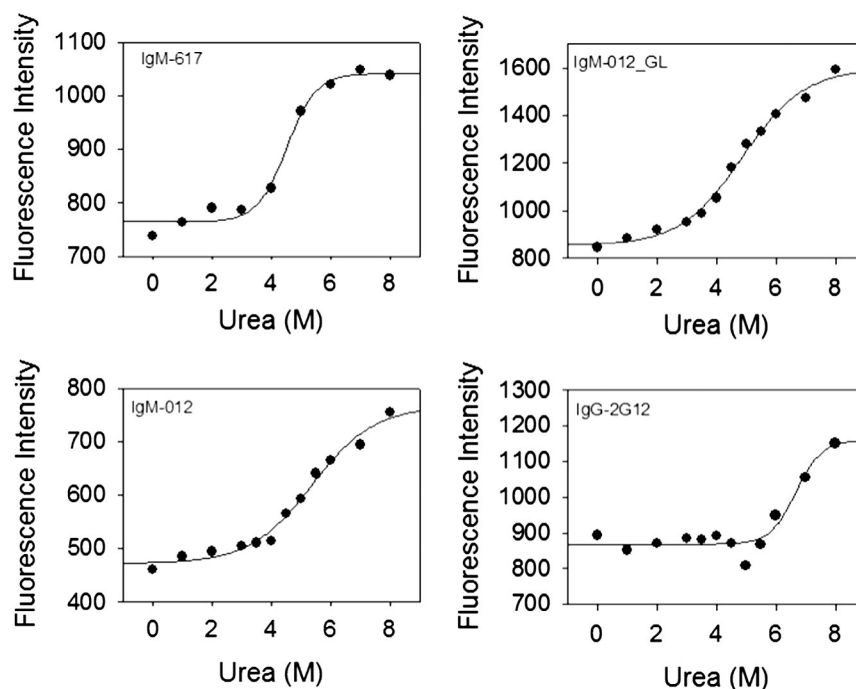 IgM-617
Fluorescence Intensity
1100
1000
900
800
700
0 2 4 6 8
Urea (M)
IgM-012_GL
Fluorescence Intensity
1600
1400
1200
1000
800
0 2 4 6 8
Urea (M)
IgM-012
Fluorescence Intensity
800
700
600
500
400
0 2 4 6 8
Urea (M)
IgG-2G12
Fluorescence Intensity
1300
1200
1100
1000
900
800
700
0 2 4 6 8
Urea (M)